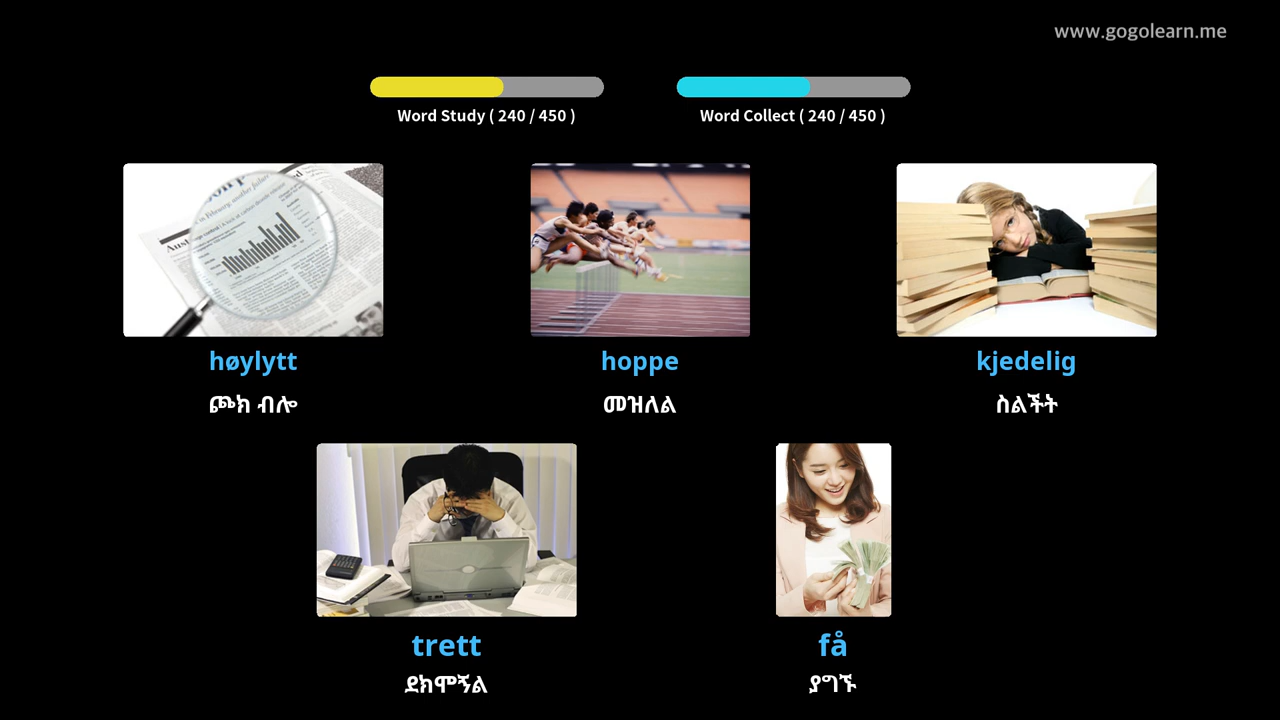 www.gogolearn.me
Word Study ( 240 / 450 )
Word Collect ( 240 / 450 )
høylytt
hoppe
kjedelig
ጮክ ብሎ
መዝለል
ስልችት
trett
få
ደክሞኝል
ያግኙ